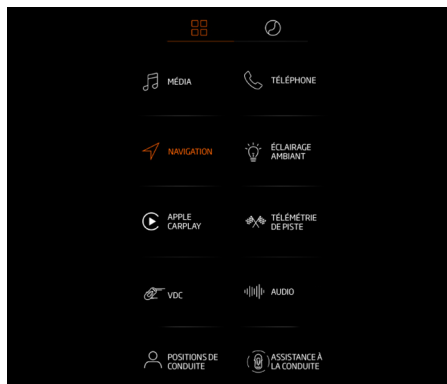 MÉDIA
TÉLÉPHONE
NAVIGATION
ÉCLAIRAGE
AMBIANT
APPLE
CARPLAY
TÉLÉMÉTRIE
DE PISTE
VDC
AUDIO
POSITIONS DE
CONDUITE
ASSISTANCE À
LA CONDUITE